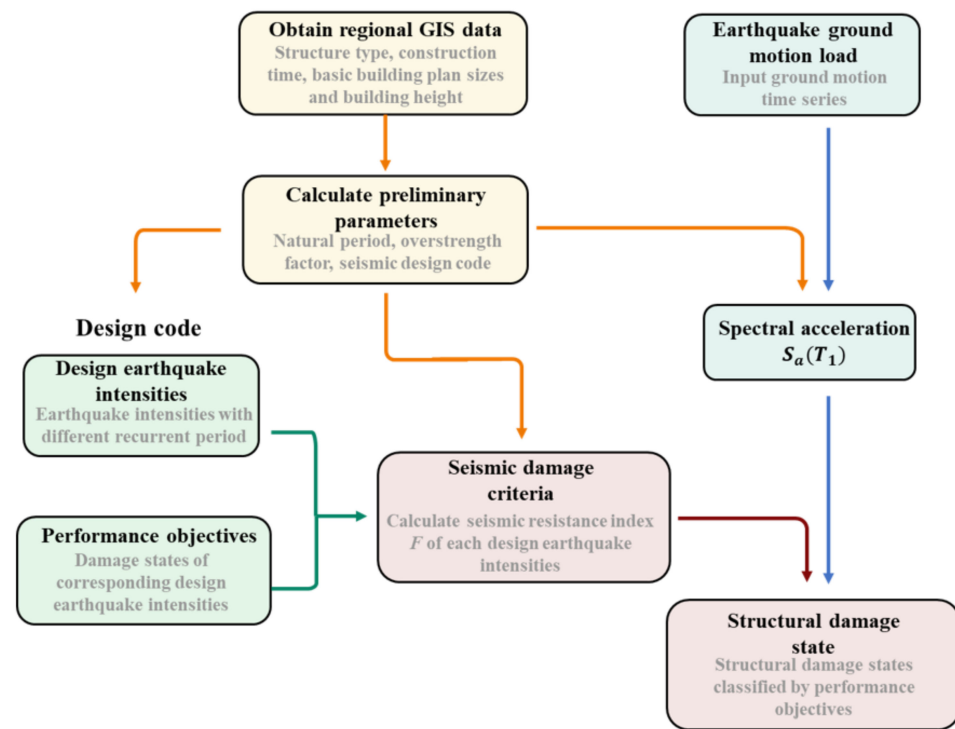 Obtain regional GIS data
Structure type, construction
time, basic building plan sizes
and building height
Earthquake ground
motion load
Input ground motion
time series
Calculate preliminary
parameters
Natural period, overstrength
factor, seismic design code
Design code
Spectral acceleration
S_a(T_1)
Design earthquake
intensities
Earthquake intensities with
different recurrent period
Seismic damage
criteria
Calculate seismic resistance index
F of each design earthquake
intensities
Performance objectives
Damage states of
corresponding design
earthquake intensities
Structural damage
state
Structural damage states
classified by performance
objectives